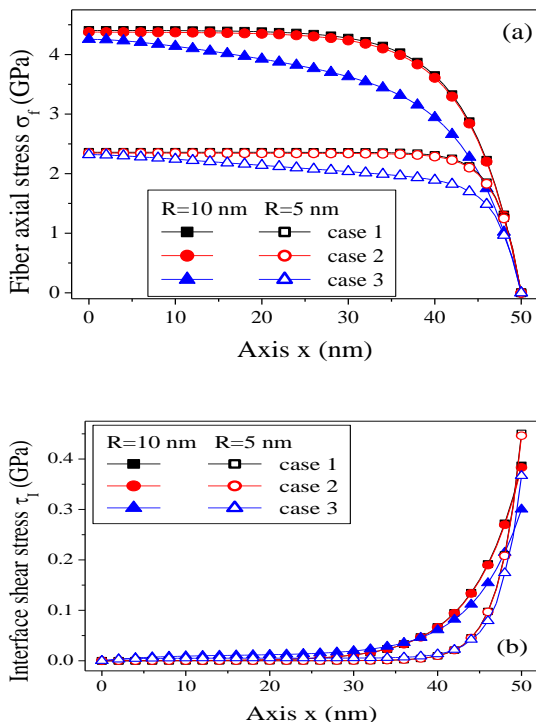 (a)
Fiber axial stress σf (GPa)
4
3
2
1
0
R=10 nm R=5 nm
case 1
case 2
case 3
0 10 20 30 40 50
Axis x (nm)
Interface shear stress τI (GPa)
0.4
0.3
0.2
0.1
0.0
R=10 nm R=5 nm
case 1
case 2
case 3
(b)
0 10 20 30 40 50
Axis x (nm)